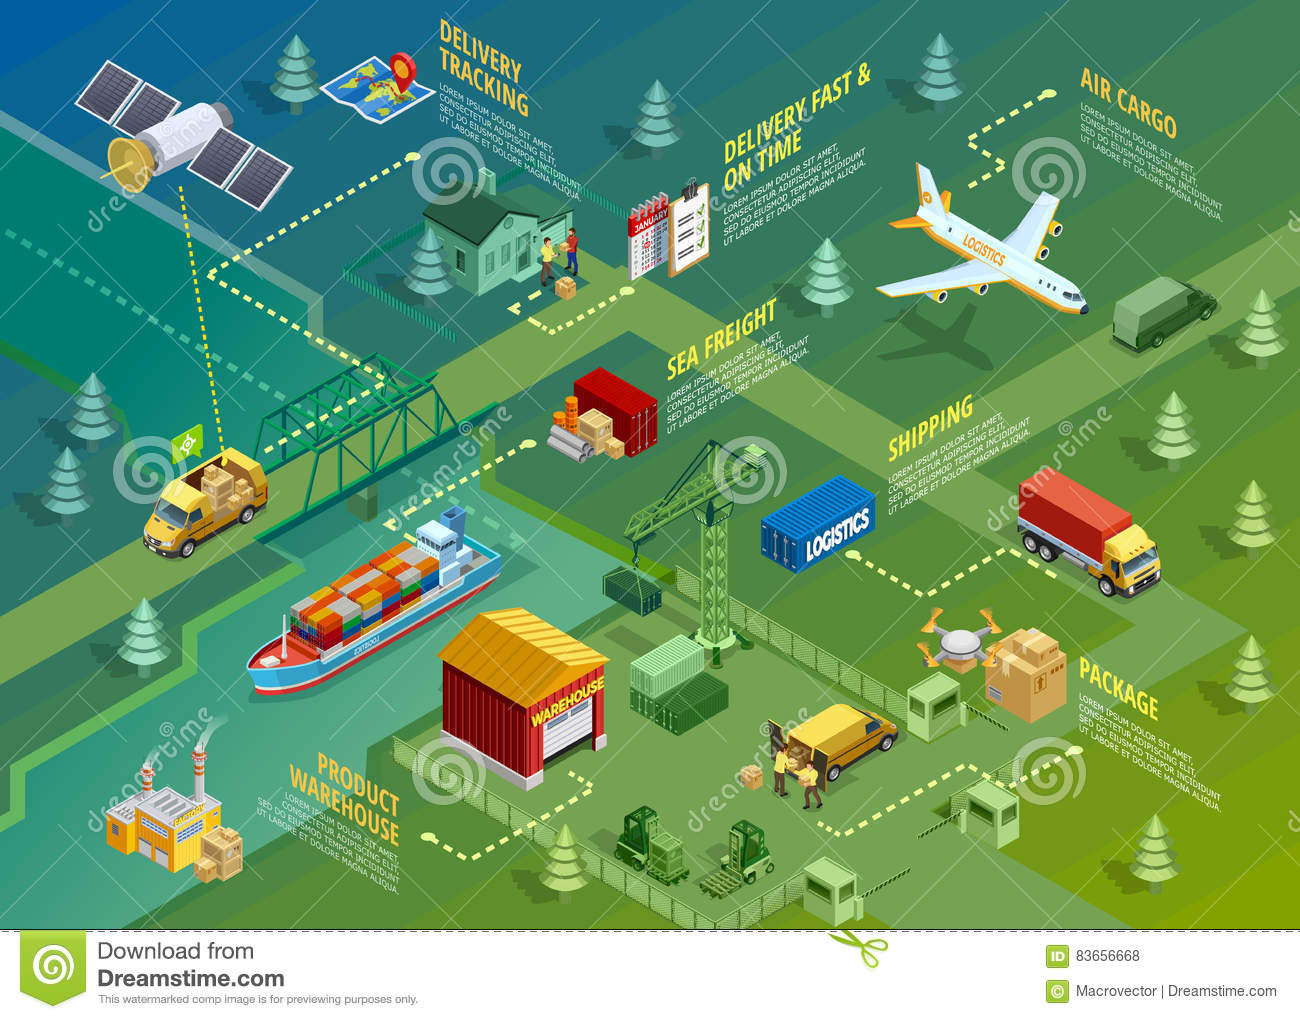 DELIVERY
TRACKING
LOREM IPSUM DOLOR SIT AMET,
CONSECTETUR ADIPISCING ELIT,
SED DO EIUSMOD TEMPOR INCIDIDUNT
UT LABORE ET DOLORE MAGNA ALIQUA.
DELIVERY FAST &
ON TIME
LOREM IPSUM DOLOR SIT AMET,
CONSECTETUR ADIPISCING ELIT,
SED DO EIUSMOD TEMPOR INCIDIDUNT
UT LABORE ET DOLORE MAGNA ALIQUA.
AIR CARGO
LOREM IPSUM DOLOR SIT AMET,
CONSECTETUR ADIPISCING ELIT,
SED DO EIUSMOD TEMPOR INCIDIDUNT
UT LABORE ET DOLORE MAGNA ALIQUA.
JANUARY
LOGISTICS
SEA FREIGHT
LOREM IPSUM DOLOR SIT AMET,
CONSECTETUR ADIPISCING ELIT,
SED DO EIUSMOD TEMPOR INCIDIDUNT
UT LABORE ET DOLORE MAGNA ALIQUA.
SHIPPING
LOREM IPSUM DOLOR SIT AMET,
CONSECTETUR ADIPISCING ELIT,
SED DO EIUSMOD TEMPOR INCIDIDUNT
UT LABORE ET DOLORE MAGNA ALIQUA.
LOGISTICS
LOGISTICS
WAREHOUSE
PACKAGE
LOREM IPSUM DOLOR SIT AMET,
CONSECTETUR ADIPISCING ELIT,
SED DO EIUSMOD TEMPOR INCIDIDUNT
UT LABORE ET DOLORE MAGNA ALIQUA.
PRODUCT
WAREHOUSE
LOREM IPSUM DOLOR SIT AMET,
CONSECTETUR ADIPISCING ELIT,
SED DO EIUSMOD TEMPOR INCIDIDUNT
UT LABORE ET DOLORE MAGNA ALIQUA.
FACTORY
Download from
Dreamstime.com
This watermarked comp image is for previewing purposes only.
ID 83656668
© Macrovector | Dreamstime.com